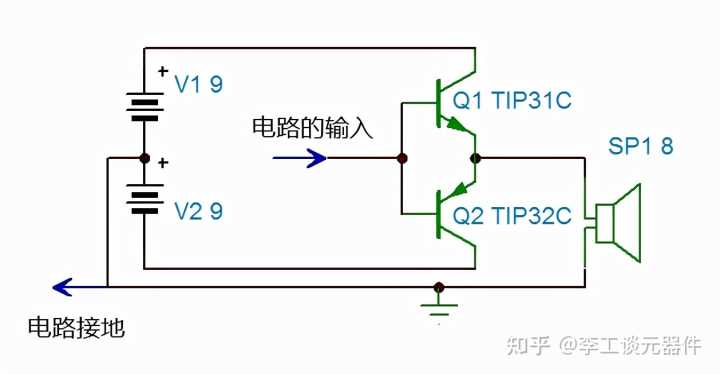 +
V1 9
Q1 TIP31C
电路的输入
SP1 8
+
V2 9
Q2 TIP32C
电路接地
知乎 @李工谈元器件